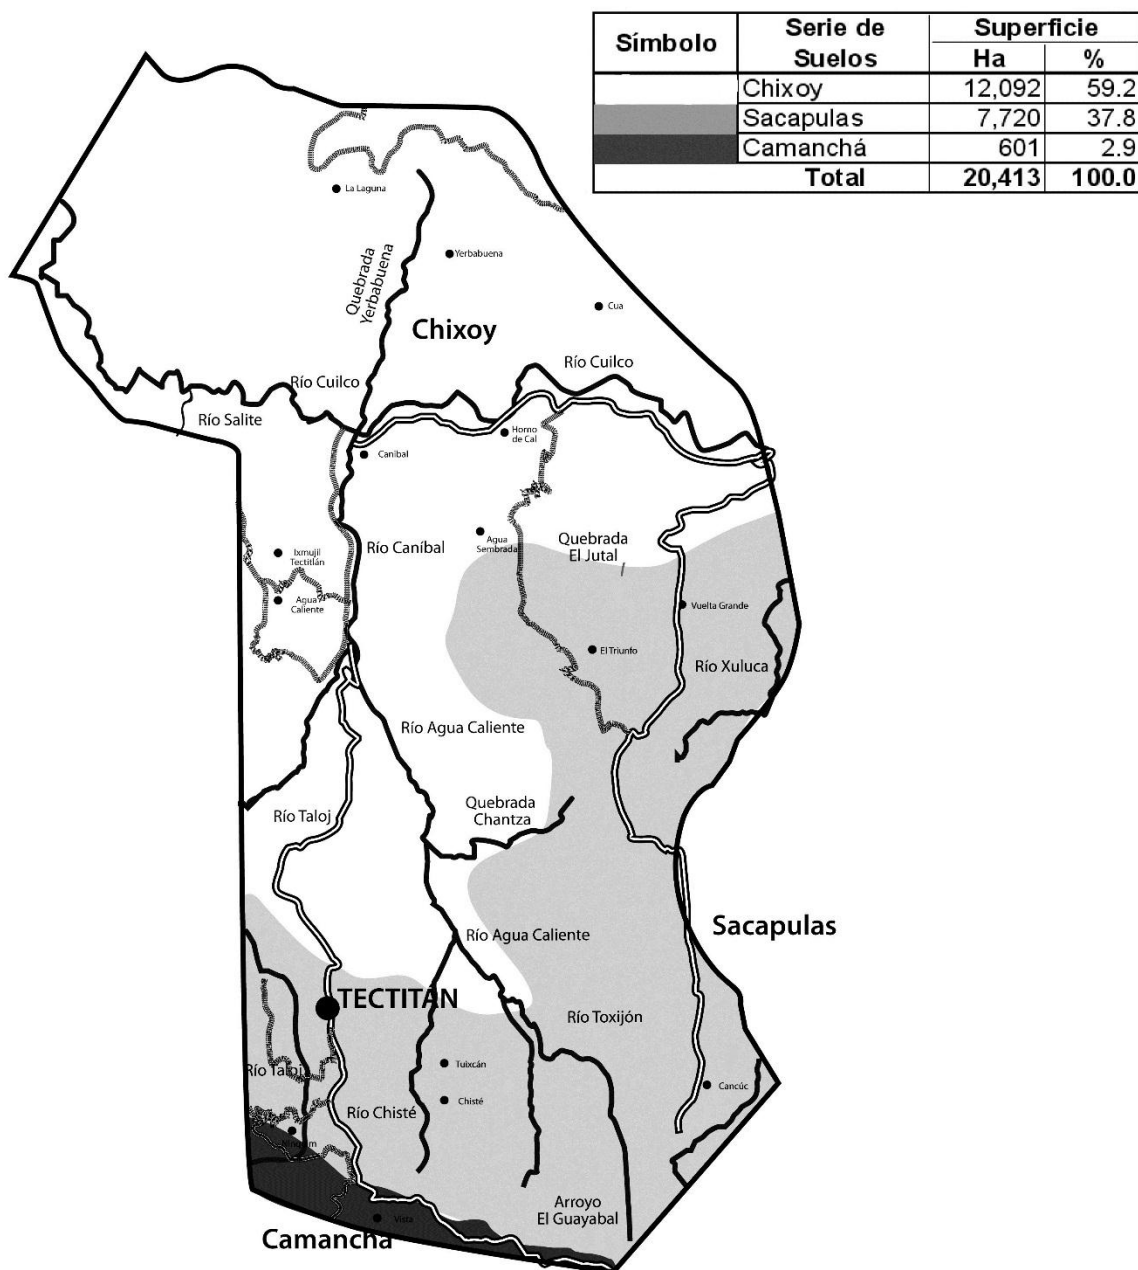 Símbolo Serie de Suelos Superficie
Ha %
Chixoy 12,092 59.2
Sacapulas 7,720 37.8
Camanchá 601 2.9
Total 20,413 100.0
La Laguna
Quebrada
Yerbabuena
Yerbabuena
Cua
Chixoy
Río Cuilco
Río Cuilco
Río Salite
Horno
de Cal
Canibal
Río Caníbal
Agua
Sembrada
Quebrada
El Jutal
Ixmujil
Tectitlán
Agua
Caliente
Vuelta Grande
El Triunfo
Río Xuluca
Río Agua Caliente
Quebrada
Chantza
Río Taloj
Río Agua Caliente
Sacapulas
TECTITÁN
Río Toxijón
Río Taloj
Tuixcán
Chisté
Río Chisté
Cancúc
Arroyo
El Guayabal
Vista
Camancha